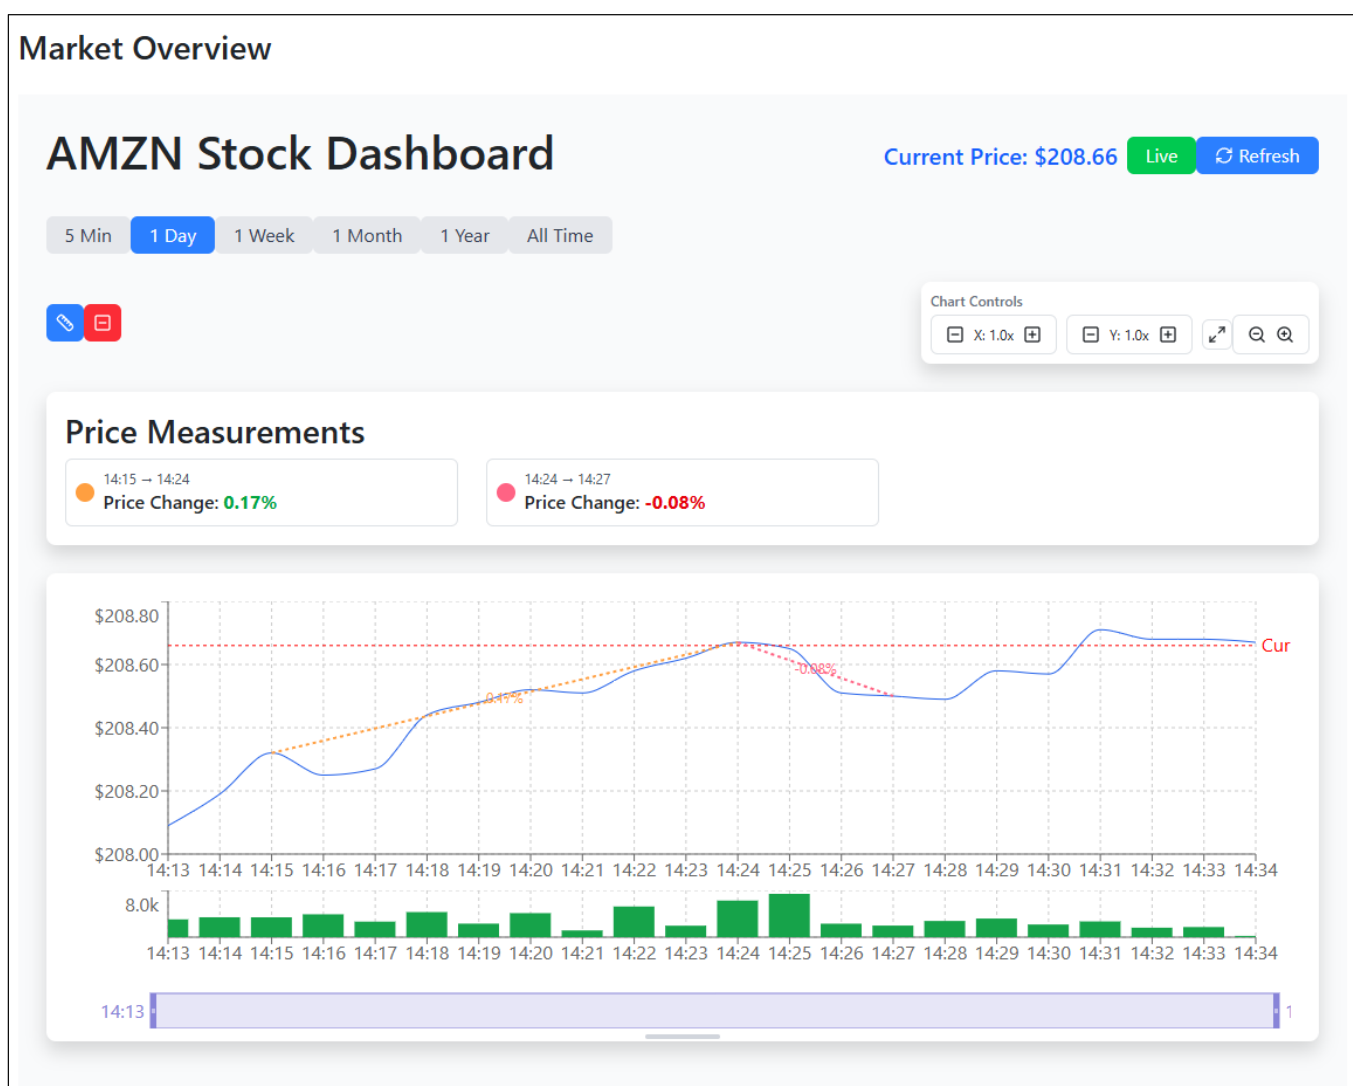 Market Overview
AMZN Stock Dashboard
Current Price: $208.66 Live Refresh
5 Min 1 Day 1 Week 1 Month 1 Year All Time
Chart Controls
X: 1.0x Y: 1.0x
Price Measurements
14:15 → 14:24
Price Change: 0.17%
14:24 → 14:27
Price Change: -0.08%
$208.80
Cur
$208.60
-0.08%
0.17%
$208.40
$208.20
$208.00
14:13 14:14 14:15 14:16 14:17 14:18 14:19 14:20 14:21 14:22 14:23 14:24 14:25 14:26 14:27 14:28 14:29 14:30 14:31 14:32 14:33 14:34
8.0k
14:13 14:14 14:15 14:16 14:17 14:18 14:19 14:20 14:21 14:22 14:23 14:24 14:25 14:26 14:27 14:28 14:29 14:30 14:31 14:32 14:33 14:34
14:13 1